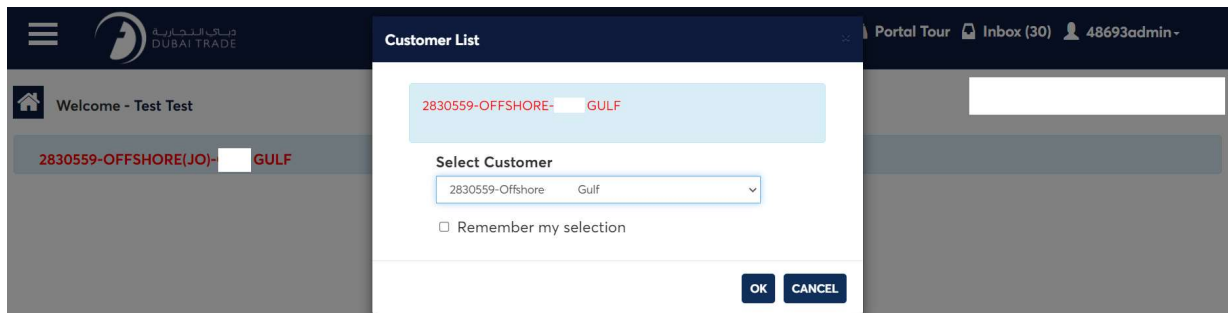 دبي التجارية
DUBAI TRADE
Customer List
×
Portal Tour
Inbox (30)
48693admin
Welcome - Test Test
2830559-OFFSHORE- GULF
2830559-OFFSHORE(JO)- GULF
Select Customer
2830559-Offshore Gulf
Remember my selection
OK
CANCEL